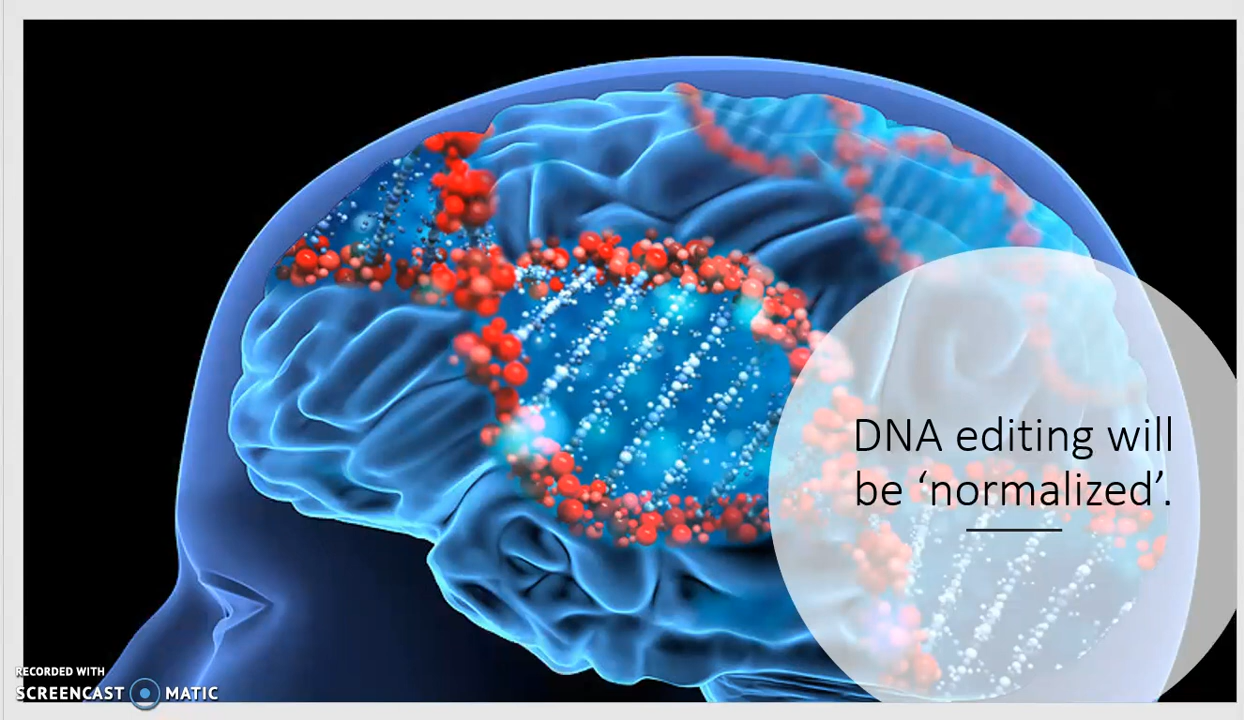 DNA editing will
be ‘normalized’.
RECORDED WITH
SCREENCAST MATIC